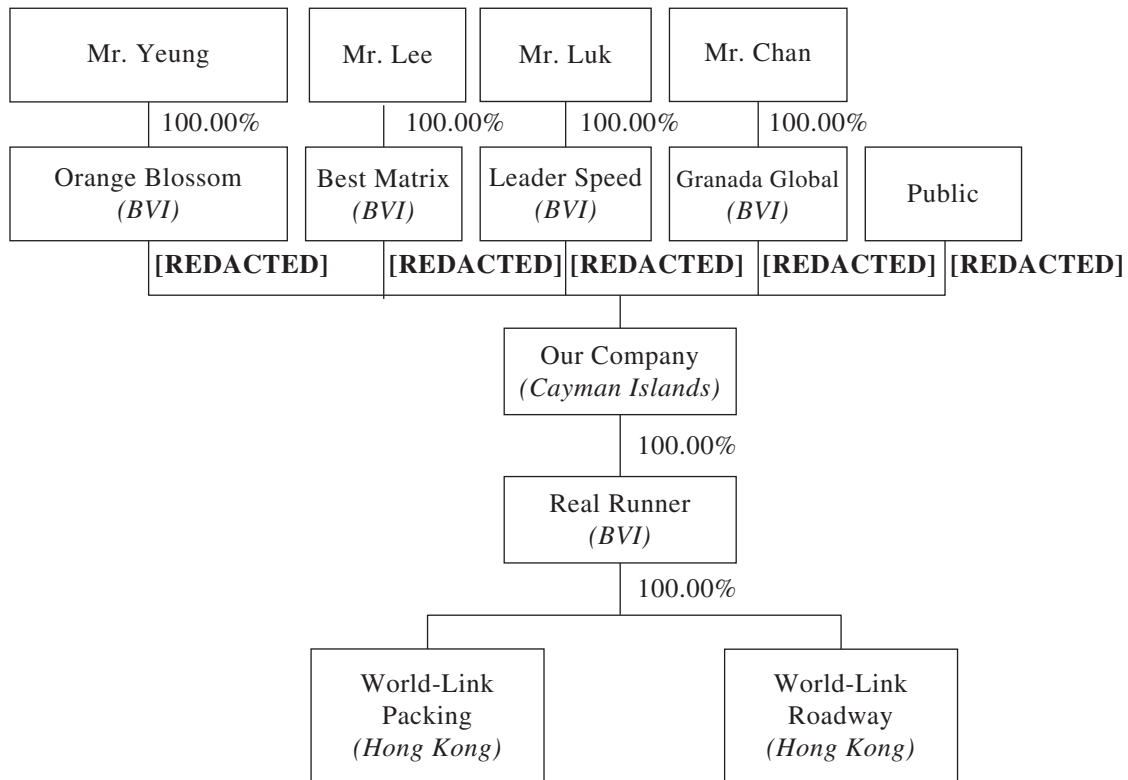 Mr. Yeung
Mr. Lee
Mr. Luk
Mr. Chan
100.00%
100.00%
100.00%
100.00%
Orange Blossom
(BVI)
Best Matrix
(BVI)
Leader Speed
(BVI)
Granada Global
(BVI)
Public
[REDACTED]
[REDACTED]
[REDACTED]
[REDACTED]
[REDACTED]
Our Company
(Cayman Islands)
100.00%
Real Runner
(BVI)
100.00%
World-Link
Packing
(Hong Kong)
World-Link
Roadway
(Hong Kong)